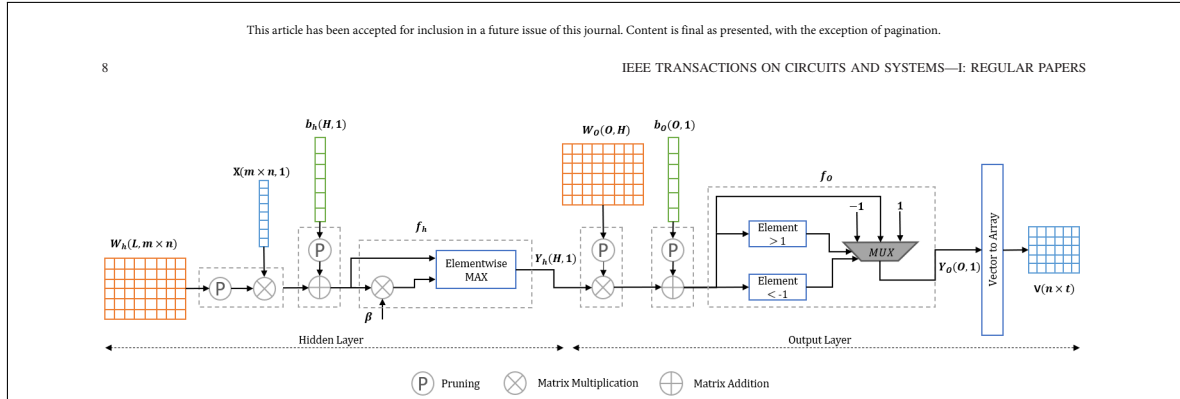 This article has been accepted for inclusion in a future issue of this journal. Content is final as presented, with the exception of pagination.
8
IEEE TRANSACTIONS ON CIRCUITS AND SYSTEMS—I: REGULAR PAPERS
b_h(H, 1)
W_O(O, H)
b_O(O, 1)
X(m × n, 1)
f_O
−1
1
W_h(L, m × n)
f_h
Element
> 1
P
P
P
Elementwise
MAX
Y_h(H, 1)
MUX
Vector to Array
P
Y_O(O, 1)
Element
< -1
V(n × t)
β
Hidden Layer
Output Layer
P Pruning
Matrix Multiplication
Matrix Addition